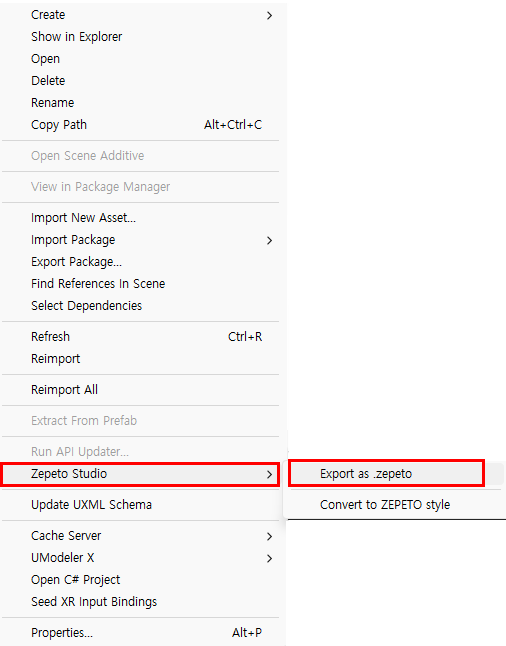 Create
Show in Explorer
Open
Delete
Rename
Copy Path Alt+Ctrl+C
Open Scene Additive
View in Package Manager
Import New Asset...
Import Package
Export Package...
Find References In Scene
Select Dependencies
Refresh Ctrl+R
Reimport
Reimport All
Extract From Prefab
Run API Updater...
Zepeto Studio
Export as .zepeto
Convert to ZEPETO style
Update UXML Schema
Cache Server
UModeler X
Open C# Project
Seed XR Input Bindings
Properties... Alt+P